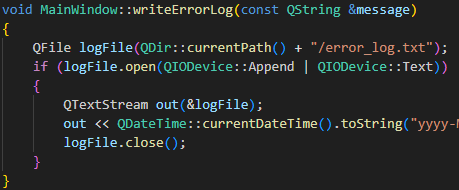 void MainWindow::writeErrorLog(const QString &message)
{
    QFile logFile(QDir::currentPath() + "/error_log.txt");
    if (logFile.open(QIODevice::Append | QIODevice::Text))
    {
        QTextStream out(&logFile);
        out << QDateTime::currentDateTime().toString("yyyy-
        logFile.close();
    }
}